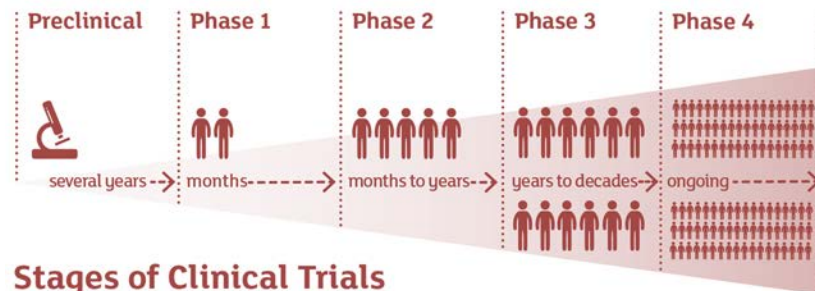 Preclinical
Phase 1
Phase 2
Phase 3
Phase 4
several years
months
months to years
years to decades
ongoing
Stages of Clinical Trials